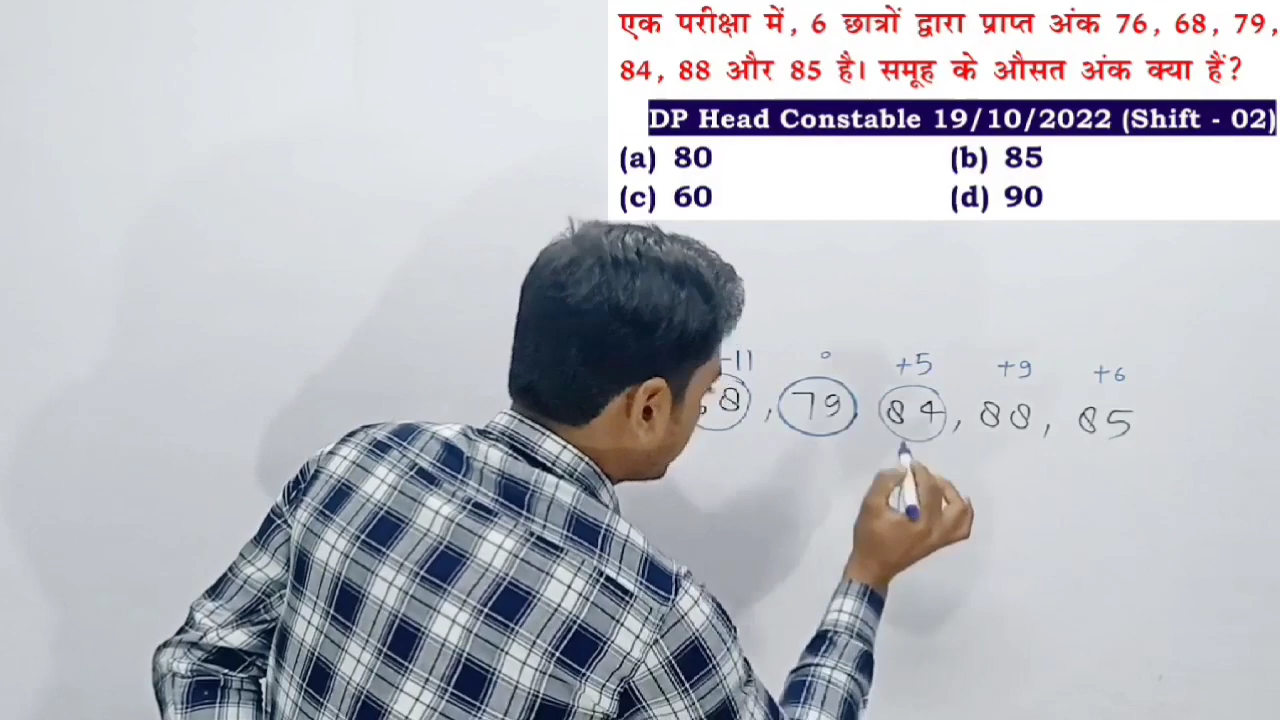 एक परीक्षा में, 6 छात्रों द्वारा प्राप्त अंक 76, 68, 79,
84, 88 और 85 है। समूह के औसत अंक क्या हैं?
DP Head Constable 19/10/2022 (Shift - 02)
(a) 80 (b) 85
(c) 60 (d) 90
-11 0 +5 +9 +6
68, 79 84, 88, 85